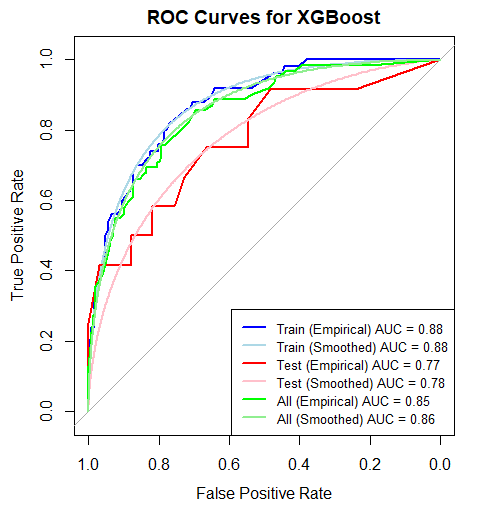 ROC Curves for XGBoost
True Positive Rate
1.0
0.8
0.6
0.4
0.2
0.0
Train (Empirical) AUC = 0.88
Train (Smoothed) AUC = 0.88
Test (Empirical) AUC = 0.77
Test (Smoothed) AUC = 0.78
All (Empirical) AUC = 0.85
All (Smoothed) AUC = 0.86
1.0 0.8 0.6 0.4 0.2 0.0
False Positive Rate